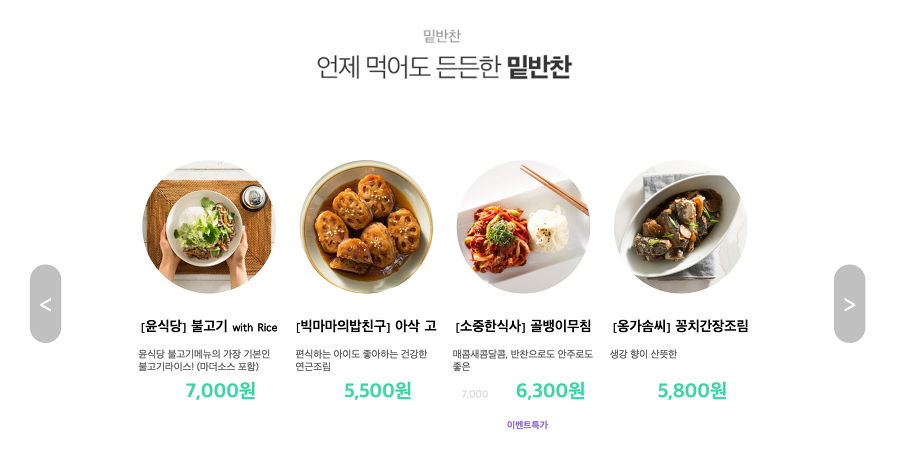 밑반찬
언제 먹어도 든든한 밑반찬
<
>
[윤식당] 불고기 with Rice
윤식당 불고기메뉴의 가장 기본인
불고기라이스! (마더소스 포함)
7,000원
[빅마마의밥친구] 아삭 고
편식하는 아이도 좋아하는 건강한
연근조림
5,500원
[소중한식사] 골뱅이무침
매콤새콤달콤, 반찬으로도 안주로도
좋은
7,000 6,300원
이벤트특가
[옹가솜씨] 꽁치간장조림
생강 향이 산뜻한
5,800원